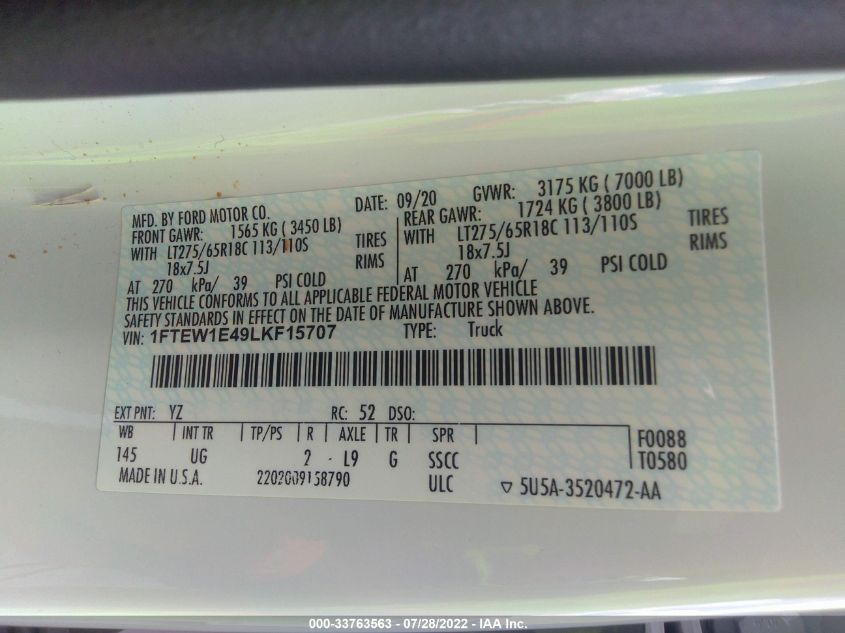 MFD. BY FORD MOTOR CO. DATE: 09/20 GVWR: 3175 KG ( 7000 LB)
FRONT GAWR: 1565 KG ( 3450 LB) REAR GAWR: 1724 KG ( 3800 LB)
WITH LT275/65R18C 113/110S TIRES WITH LT275/65R18C 113/110S TIRES
18x7.5J RIMS 18x7.5J RIMS
AT 270 kPa/ 39 PSI COLD AT 270 kPa/ 39 PSI COLD
THIS VEHICLE CONFORMS TO ALL APPLICABLE FEDERAL MOTOR VEHICLE
SAFETY STANDARDS IN EFFECT ON THE DATE OF MANUFACTURE SHOWN ABOVE.
VIN: 1FTEW1E49LKF15707 TYPE: Truck
EXT PNT: YZ RC: 52 DSO:
WB INT TR TP/PS R AXLE TR SPR F0088
145 UG 2 - L9 G SSCC T0580
MADE IN U.S.A. 2202009158790 ULC ▽ 5U5A-3520472-AA
000-33763563 - 07/28/2022 - IAA Inc.